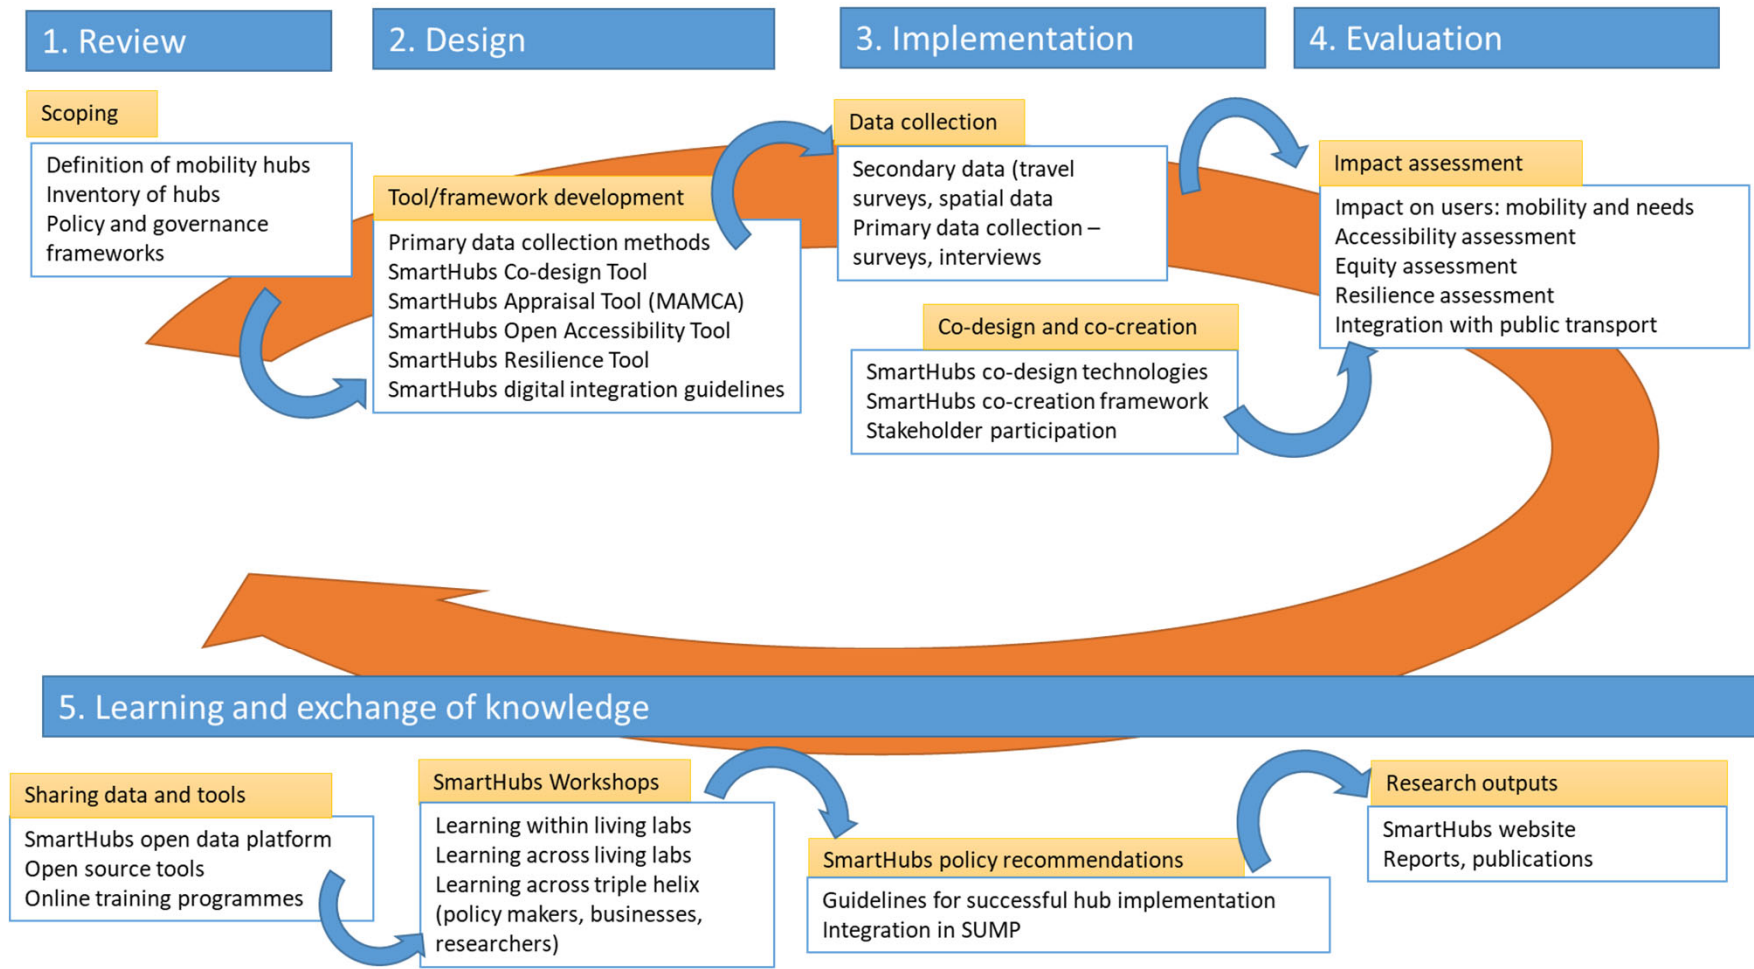 1. Review
2. Design
3. Implementation
4. Evaluation
Scoping
Definition of mobility hubs
Inventory of hubs
Policy and governance
frameworks
Tool/framework development
Primary data collection methods
SmartHubs Co-design Tool
SmartHubs Appraisal Tool (MAMCA)
SmartHubs Open Accessibility Tool
SmartHubs Resilience Tool
SmartHubs digital integration guidelines
Data collection
Secondary data (travel
surveys, spatial data
Primary data collection –
surveys, interviews
Co-design and co-creation
SmartHubs co-design technologies
SmartHubs co-creation framework
Stakeholder participation
Impact assessment
Impact on users: mobility and needs
Accessibility assessment
Equity assessment
Resilience assessment
Integration with public transport
5. Learning and exchange of knowledge
Sharing data and tools
SmartHubs open data platform
Open source tools
Online training programmes
SmartHubs Workshops
Learning within living labs
Learning across living labs
Learning across triple helix
(policy makers, businesses,
researchers)
SmartHubs policy recommendations
Guidelines for successful hub implementation
Integration in SUMP
Research outputs
SmartHubs website
Reports, publications